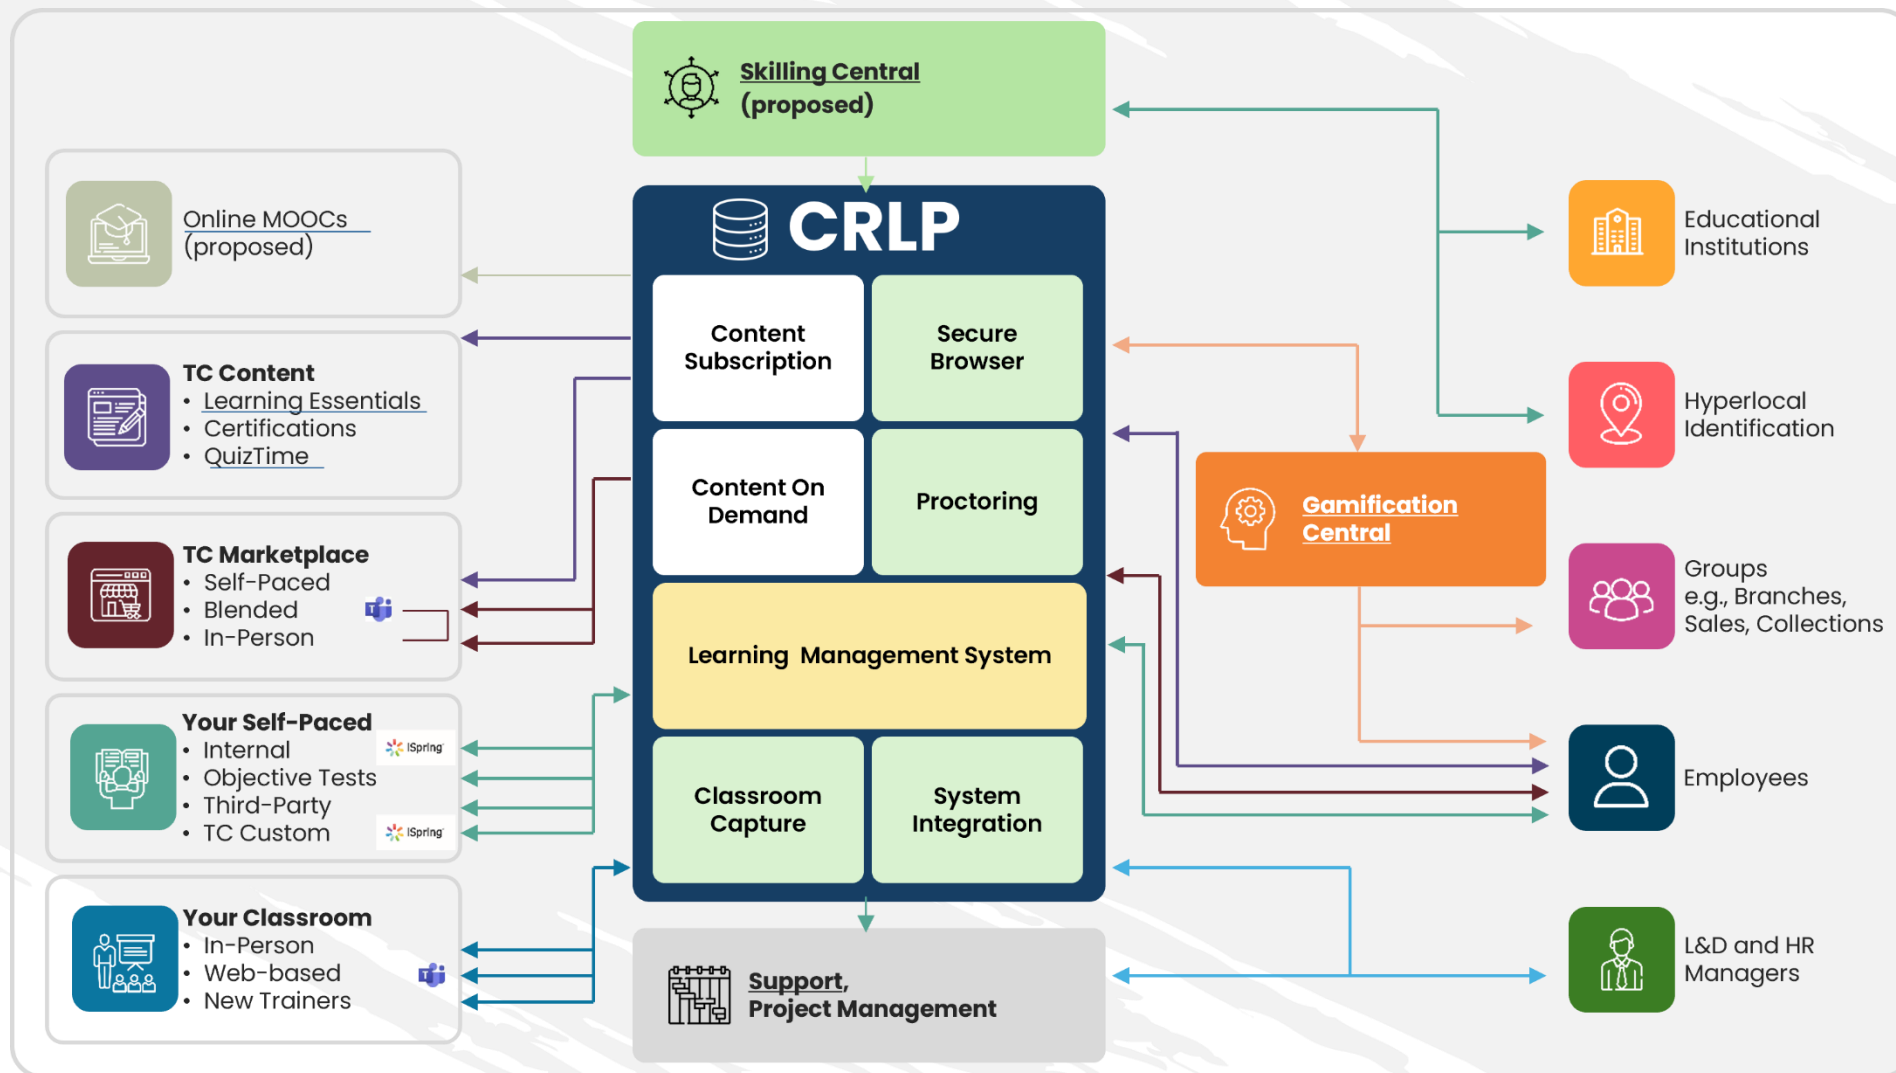 Skilling Central
(proposed)
Online MOOCs
(proposed)
TC Content
• Learning Essentials
• Certifications
• QuizTime
TC Marketplace
• Self-Paced
• Blended
• In-Person
T
Your Self-Paced
• Internal
iSpring
• Objective Tests
• Third-Party
• TC Custom
iSpring
Your Classroom
• In-Person
• Web-based
• New Trainers
T
CRLP
Content
Subscription
Secure
Browser
Content On
Demand
Proctoring
Learning Management System
Classroom
Capture
System
Integration
Support,
Project Management
Gamification
Central
Educational
Institutions
Hyperlocal
Identification
Groups
e.g., Branches,
Sales, Collections
Employees
L&D and HR
Managers